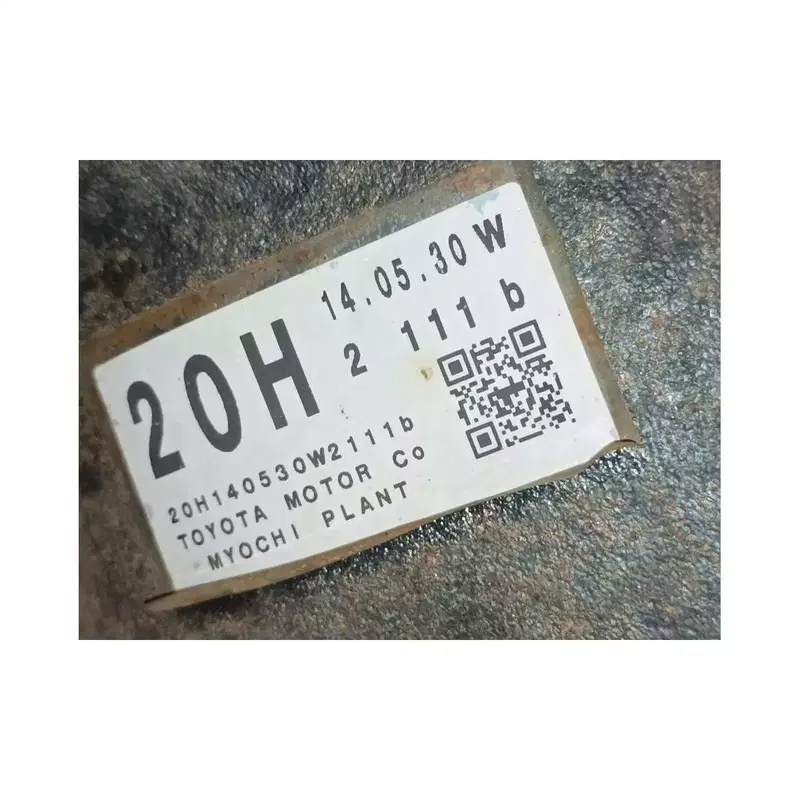 14.05.30 W
20H 2 111 b
20H140530W2111b
TOYOTA MOTOR Co
MYOCHI PLANT